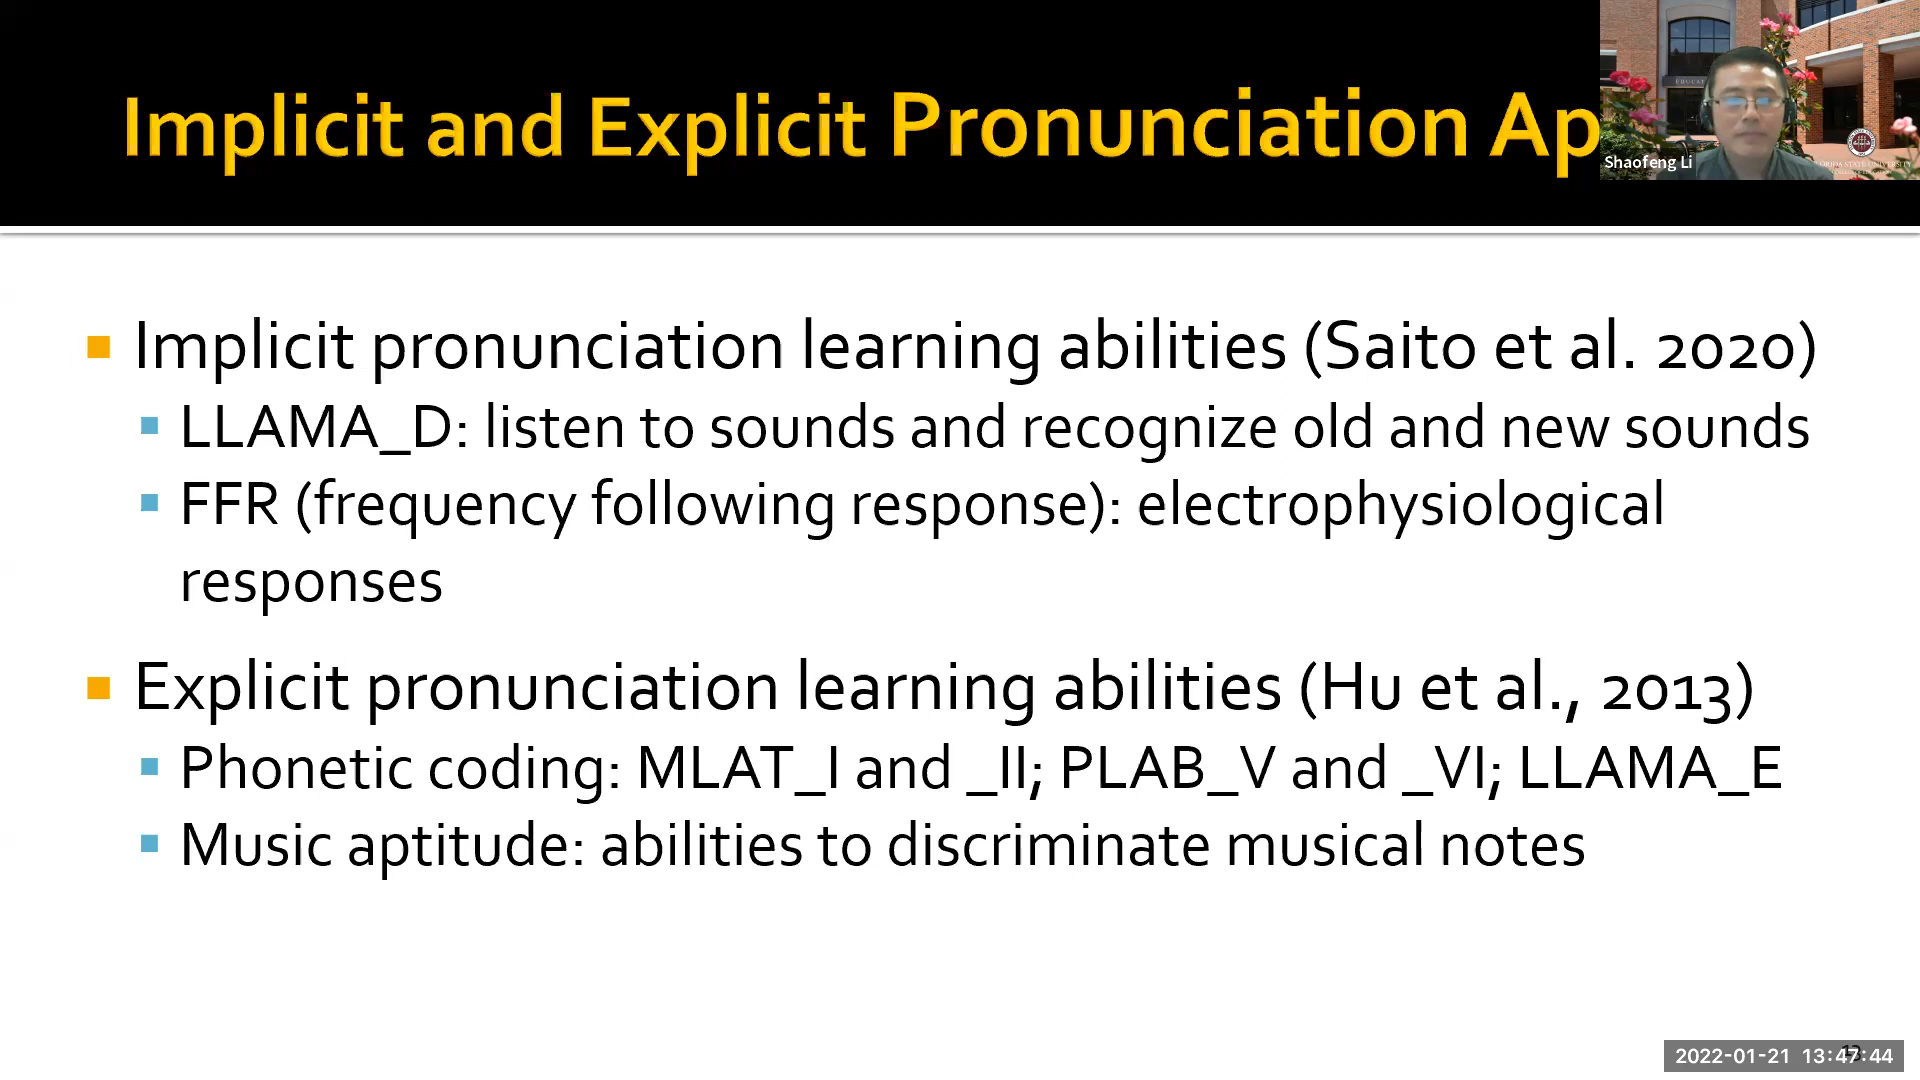 Implicit and Explicit Pronunciation Ap
Shaofeng Li
Implicit pronunciation learning abilities (Saito et al. 2020)
LLAMA_D: listen to sounds and recognize old and new sounds
FFR (frequency following response): electrophysiological
responses
Explicit pronunciation learning abilities (Hu et al., 2013)
Phonetic coding: MLAT_I and _II; PLAB_V and _VI; LLAMA_E
Music aptitude: abilities to discriminate musical notes
2022-01-21 13:47:44